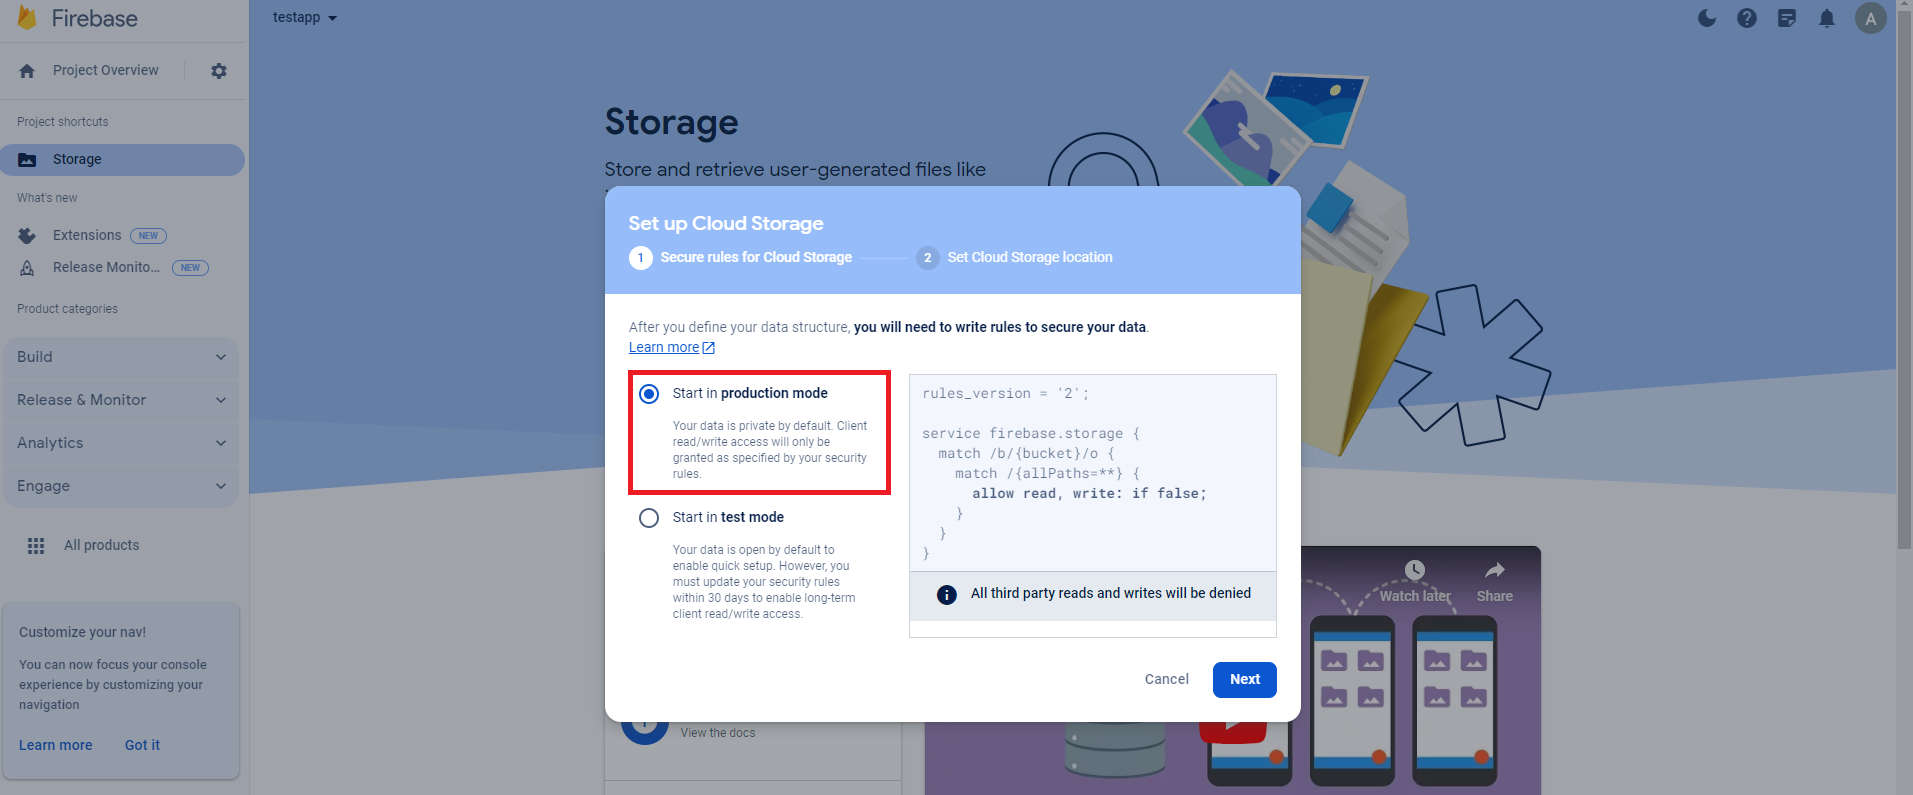 Firebase
testapp
A
Project Overview
Project shortcuts
Storage
What's new
Extensions NEW
Release Monito... NEW
Product categories
Build
Release & Monitor
Analytics
Engage
All products
Customize your nav!
You can now focus your console
experience by customizing your
navigation
Learn more Got it
Storage
Store and retrieve user-generated files like
Set up Cloud Storage
1 Secure rules for Cloud Storage 2 Set Cloud Storage location
After you define your data structure, you will need to write rules to secure your data.
Learn more
Start in production mode
Your data is private by default. Client
read/write access will only be
granted as specified by your security
rules.
Start in test mode
Your data is open by default to
enable quick setup. However, you
must update your security rules
within 30 days to enable long-term
client read/write access.
rules_version = '2';
service firebase.storage {
match /b/{bucket}/o {
match /{allPaths=**} {
allow read, write: if false;
}
}
}
All third party reads and writes will be denied
Cancel Next
View the docs
Watch later Share